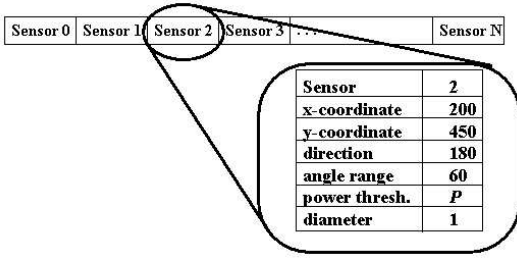 Sensor 0 Sensor 1 Sensor 2 Sensor 3 . . . Sensor N
Sensor 2
x-coordinate 200
y-coordinate 450
direction 180
angle range 60
power thresh. P
diameter 1